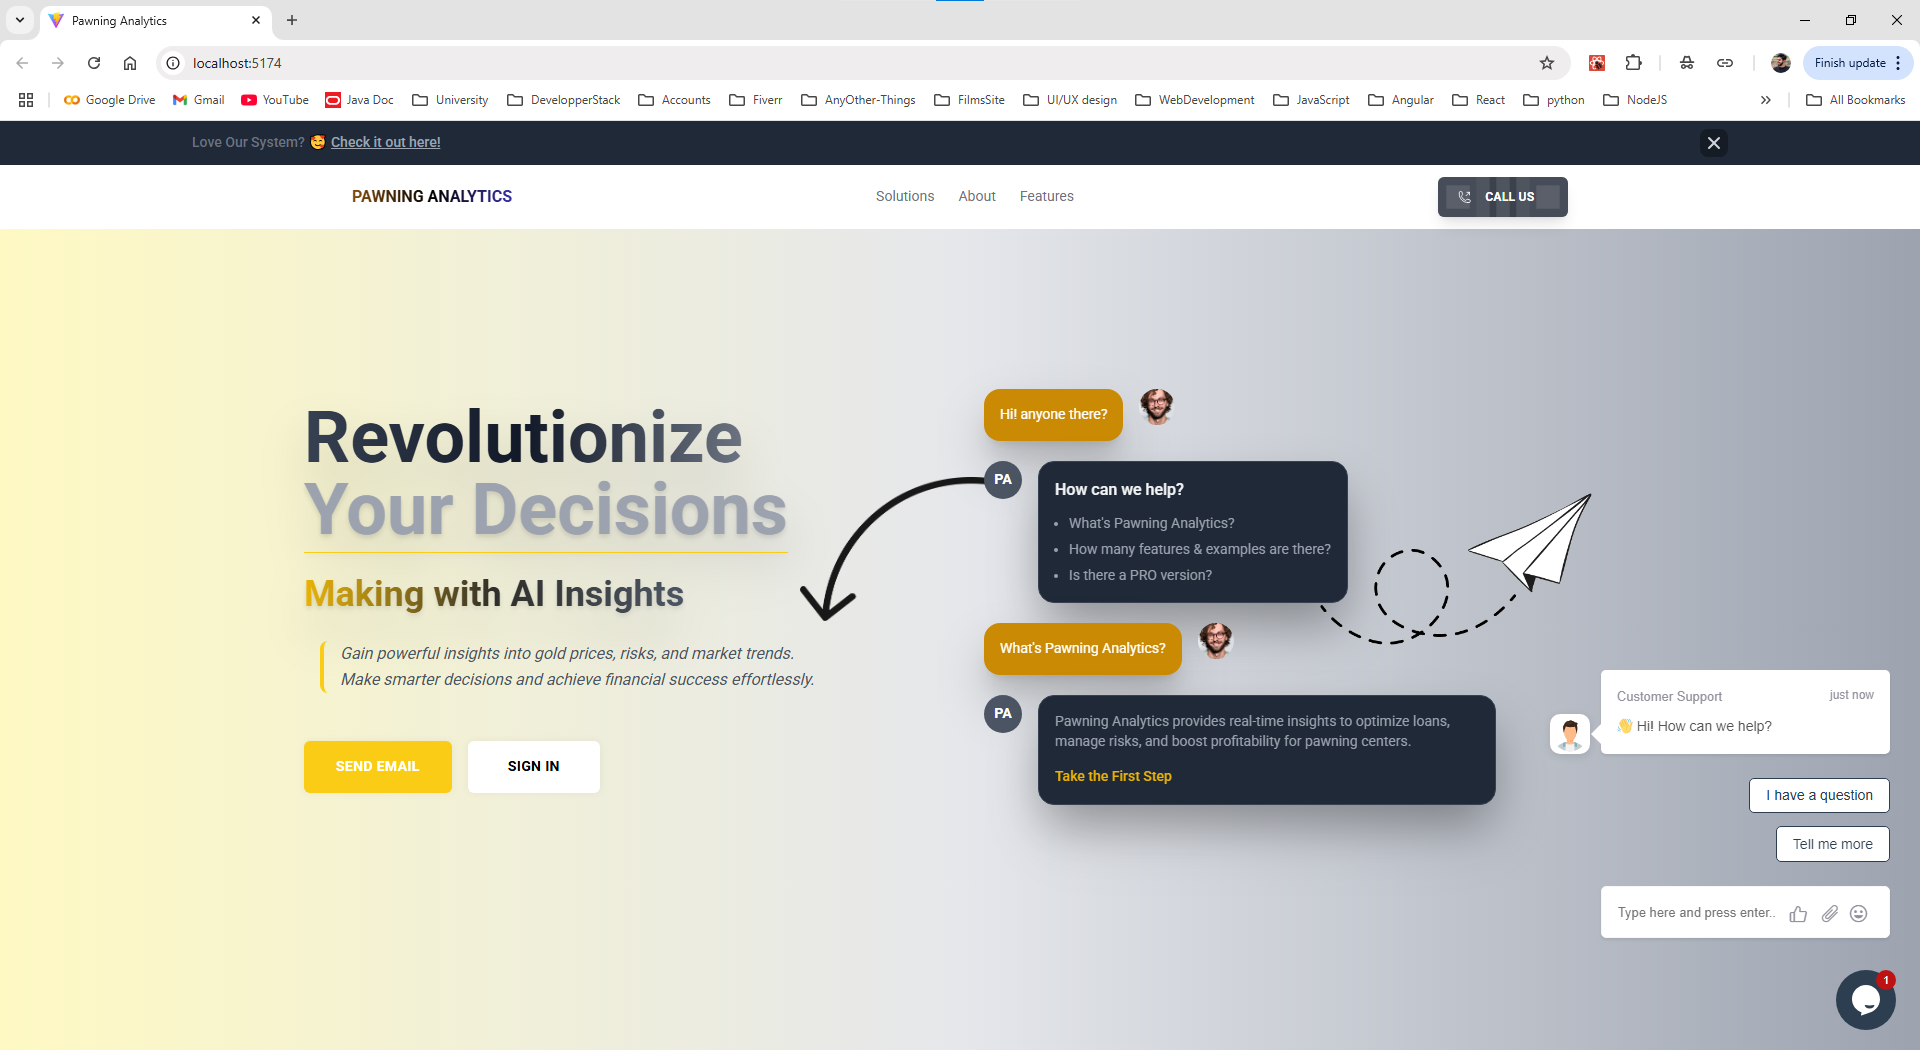 Pawning Analytics
localhost:5174
Finish update
Google Drive
Gmail
YouTube
Java Doc
University
DevelopperStack
Accounts
Fiverr
AnyOther-Things
FilmsSite
UI/UX design
WebDevelopment
JavaScript
Angular
React
python
NodeJS
All Bookmarks
Love Our System? 🥰 Check it out here!
PAWNING ANALYTICS
Solutions
About
Features
CALL US
Revolutionize
Your Decisions
Making with AI Insights
Gain powerful insights into gold prices, risks, and market trends.
Make smarter decisions and achieve financial success effortlessly.
SEND EMAIL
SIGN IN
Hi! anyone there?
PA
How can we help?
• What's Pawning Analytics?
• How many features & examples are there?
• Is there a PRO version?
What's Pawning Analytics?
PA
Pawning Analytics provides real-time insights to optimize loans,
manage risks, and boost profitability for pawning centers.
Take the First Step
Customer Support
just now
👋 Hi! How can we help?
I have a question
Tell me more
Type here and press enter..
1